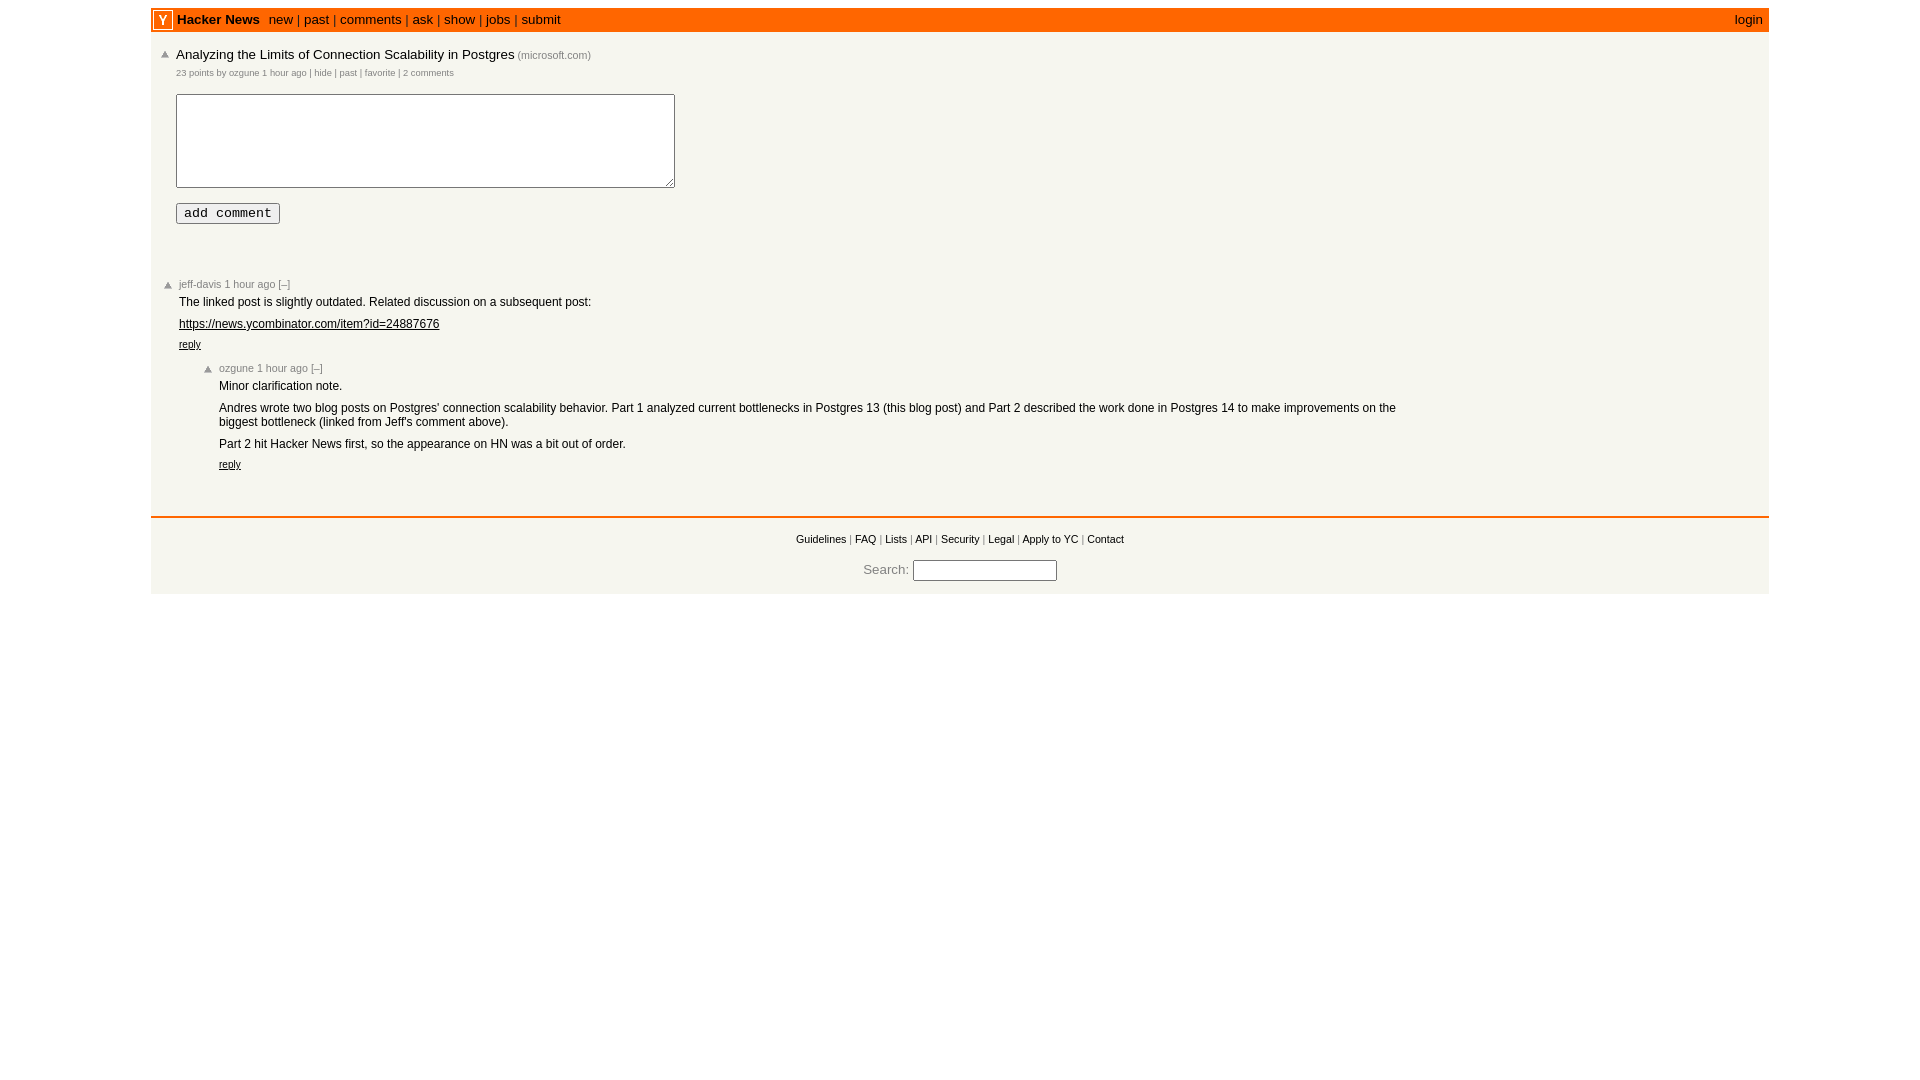 Y Hacker News new | past | comments | ask | show | jobs | submit login
Analyzing the Limits of Connection Scalability in Postgres (microsoft.com)
23 points by ozgune 1 hour ago | hide | past | favorite | 2 comments
add comment
jeff-davis 1 hour ago [–]
The linked post is slightly outdated. Related discussion on a subsequent post:
https://news.ycombinator.com/item?id=24887676
reply
ozgune 1 hour ago [–]
Minor clarification note.
Andres wrote two blog posts on Postgres' connection scalability behavior. Part 1 analyzed current bottlenecks in Postgres 13 (this blog post) and Part 2 described the work done in Postgres 14 to make improvements on the
biggest bottleneck (linked from Jeff's comment above).
Part 2 hit Hacker News first, so the appearance on HN was a bit out of order.
reply
Guidelines | FAQ | Lists | API | Security | Legal | Apply to YC | Contact
Search: